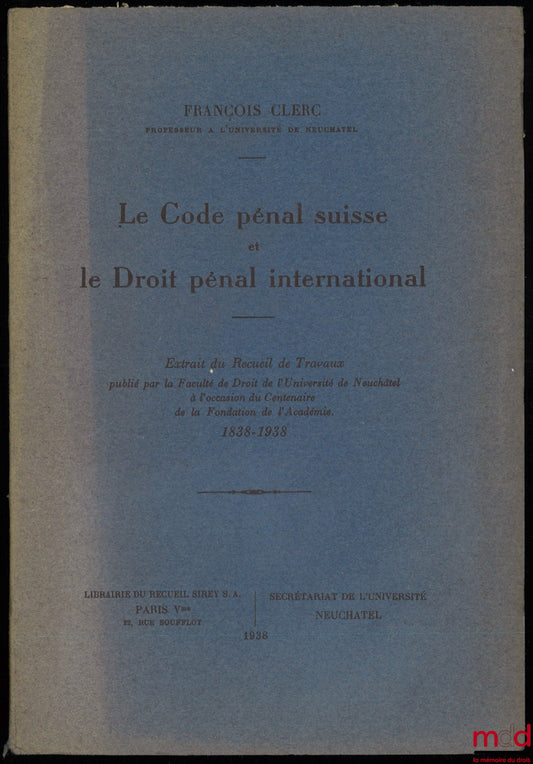 FRANÇOIS CLERC
PROFESSEUR A L'UNIVERSITÉ DE NEUCHATEL
Le Code pénal suisse
et
le Droit pénal international
Extrait du Recueil de Travaux
publié par la Faculté de Droit de l'Université de Neuchâtel
à l'occasion du Centenaire
de la Fondation de l'Académie.
1838-1938
LIBRAIRIE DU RECUEIL SIREY S. A.
PARIS Vme
22, RUE SOUFFLOT
SECRÉTARIAT DE L'UNIVERSITÉ
NEUCHATEL
1938
mdd
la mémoire du droit